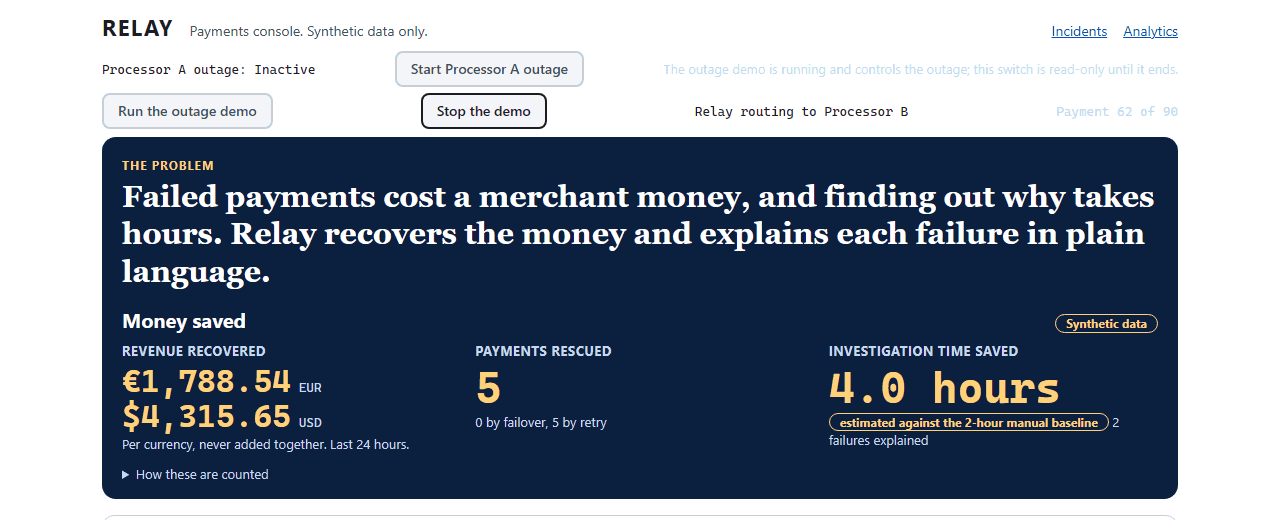 RELAY Payments console. Synthetic data only. Incidents Analytics
Processor A outage: Inactive Start Processor A outage The outage demo is running and controls the outage; this switch is read-only until it ends.
Run the outage demo Stop the demo Relay routing to Processor B Payment 62 of 90
THE PROBLEM
Failed payments cost a merchant money, and finding out why takes
hours. Relay recovers the money and explains each failure in plain
language.
Money saved Synthetic data
REVENUE RECOVERED PAYMENTS RESCUED INVESTIGATION TIME SAVED
€1,788.54 EUR 5 4.0 hours
$4,315.65 USD
0 by failover, 5 by retry estimated against the 2-hour manual baseline 2
failures explained
Per currency, never added together. Last 24 hours.
▶ How these are counted